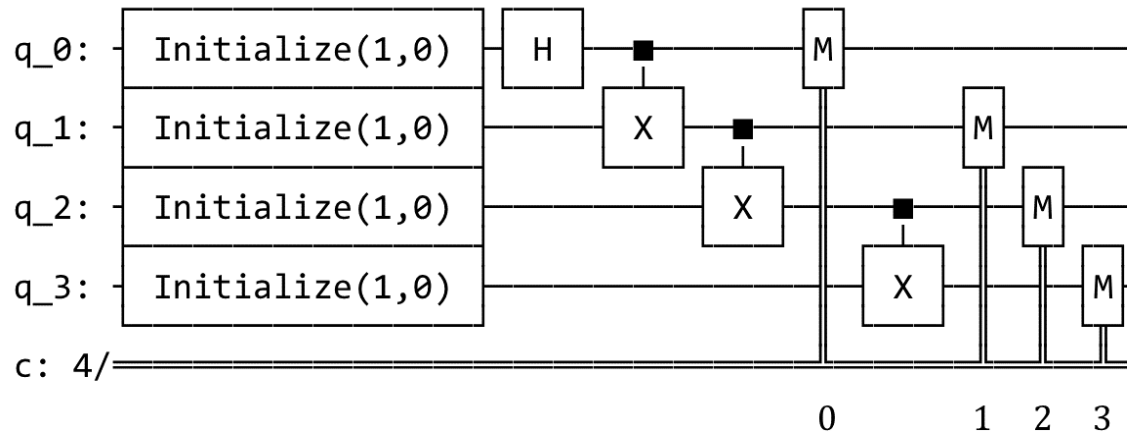 q_0: Initialize(1,0) H M
q_1: Initialize(1,0) X M
q_2: Initialize(1,0) X M
q_3: Initialize(1,0) X M
c: 4/
0 1 2 3